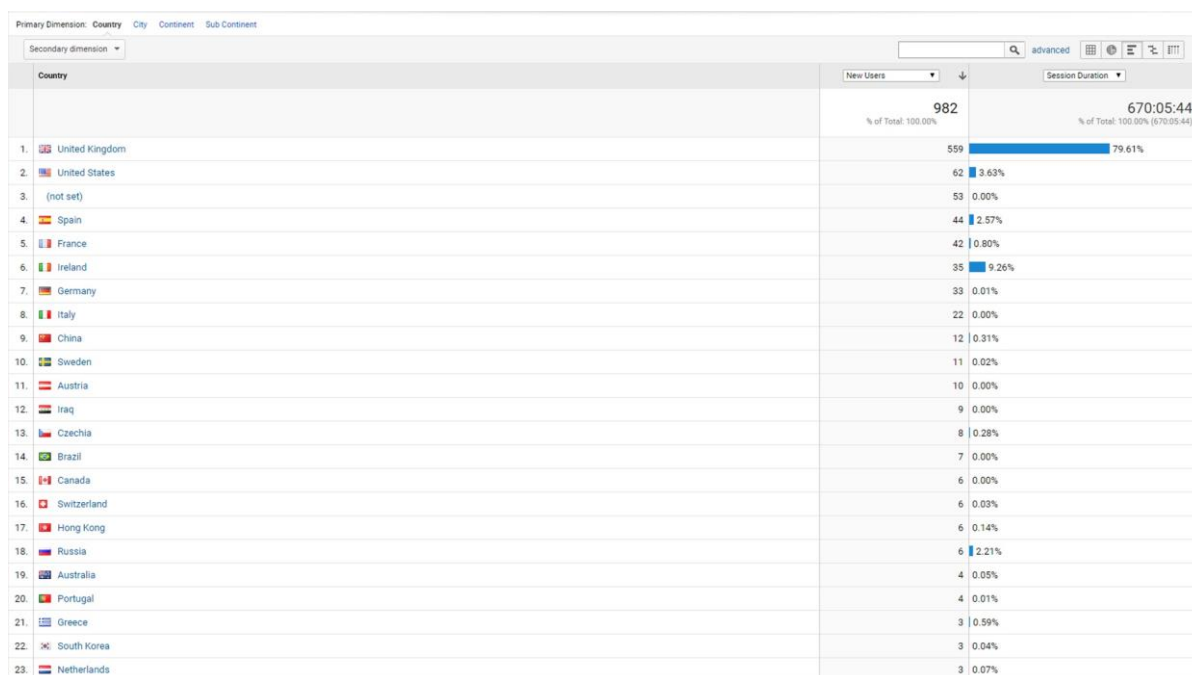 Primary Dimension: Country City Continent Sub Continent
Secondary dimension advanced
Country New Users Session Duration
982 670:05:44
% of Total: 100.00% % of Total: 100.00% (670:05:44)
1. United Kingdom 559 79.61%
2. United States 62 3.63%
3. (not set) 53 0.00%
4. Spain 44 2.57%
5. France 42 0.80%
6. Ireland 35 9.26%
7. Germany 33 0.01%
8. Italy 22 0.00%
9. China 12 0.31%
10. Sweden 11 0.02%
11. Austria 10 0.00%
12. Iraq 9 0.00%
13. Czechia 8 0.28%
14. Brazil 7 0.00%
15. Canada 6 0.00%
16. Switzerland 6 0.03%
17. Hong Kong 6 0.14%
18. Russia 6 2.21%
19. Australia 4 0.05%
20. Portugal 4 0.01%
21. Greece 3 0.59%
22. South Korea 3 0.04%
23. Netherlands 3 0.07%